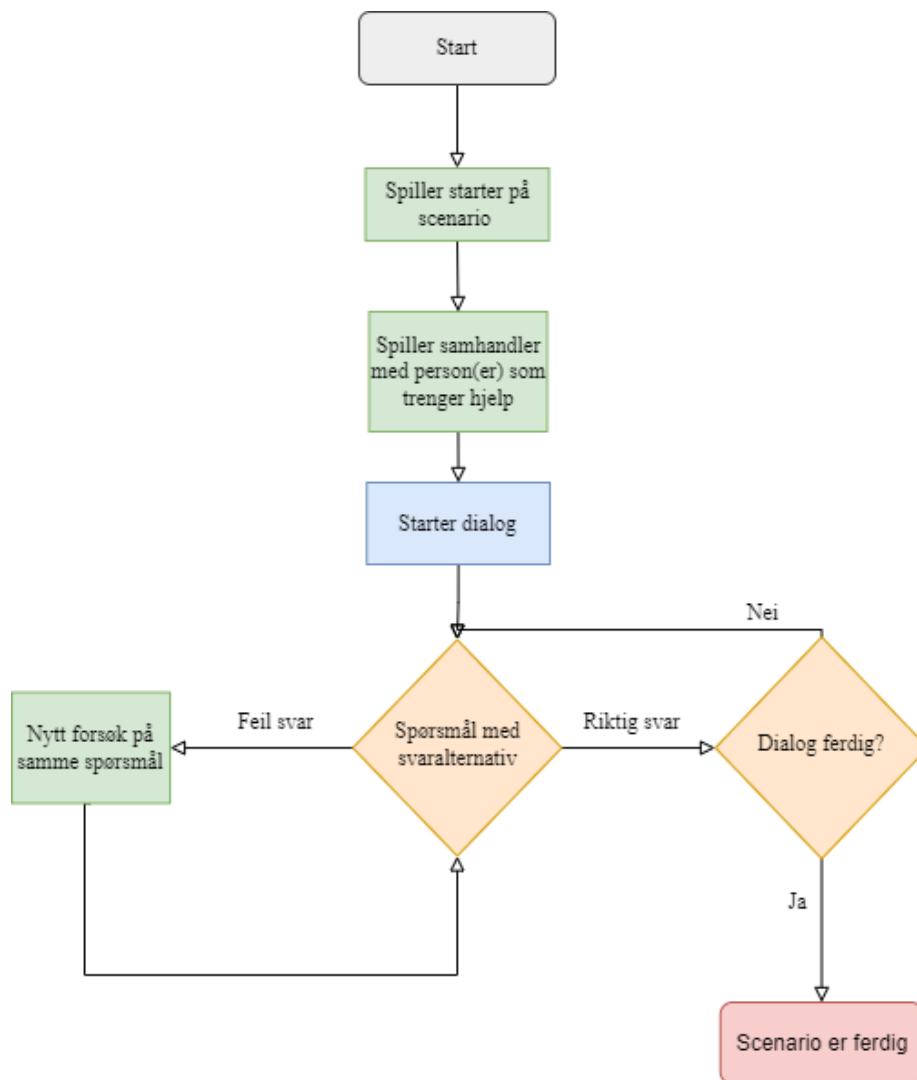 Start
Spiller starter på
scenario
Spiller samhandler
med person(er) som
trenger hjelp
Starter dialog
Nei
Feil svar
Riktig svar
Nytt forsøk på
samme spørsmål
Spørsmål med
svaralternativ
Dialog ferdig?
Ja
Scenario er ferdig